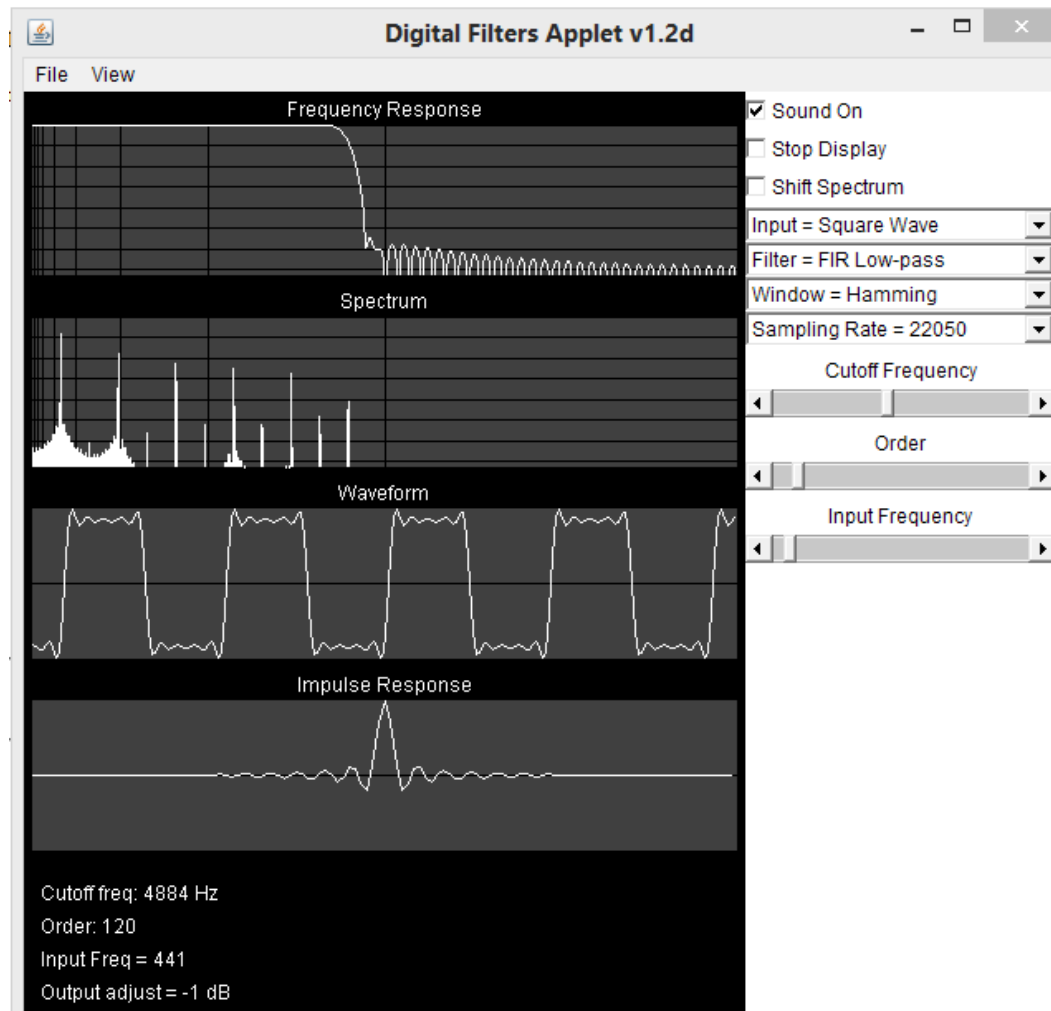 Digital Filters Applet v1.2d
File View
Frequency Response
Spectrum
Waveform
Impulse Response
Cutoff freq: 4884 Hz
Order: 120
Input Freq = 441
Output adjust = -1 dB
Sound On
Stop Display
Shift Spectrum
Input = Square Wave
Filter = FIR Low-pass
Window = Hamming
Sampling Rate = 22050
Cutoff Frequency
Order
Input Frequency